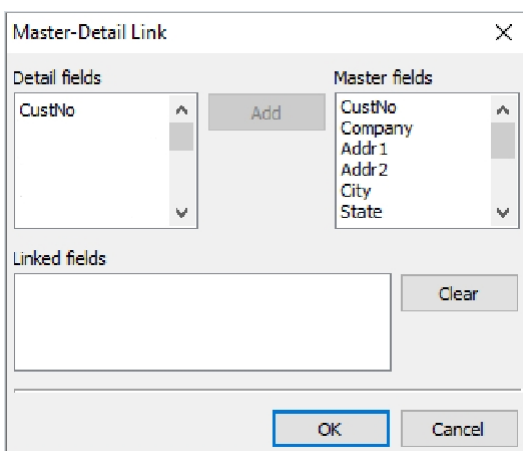 Master-Detail Link
Detail fields
Master fields
CustNo
Add
CustNo
Company
Addr1
Addr2
City
State
Linked fields
Clear
OK
Cancel